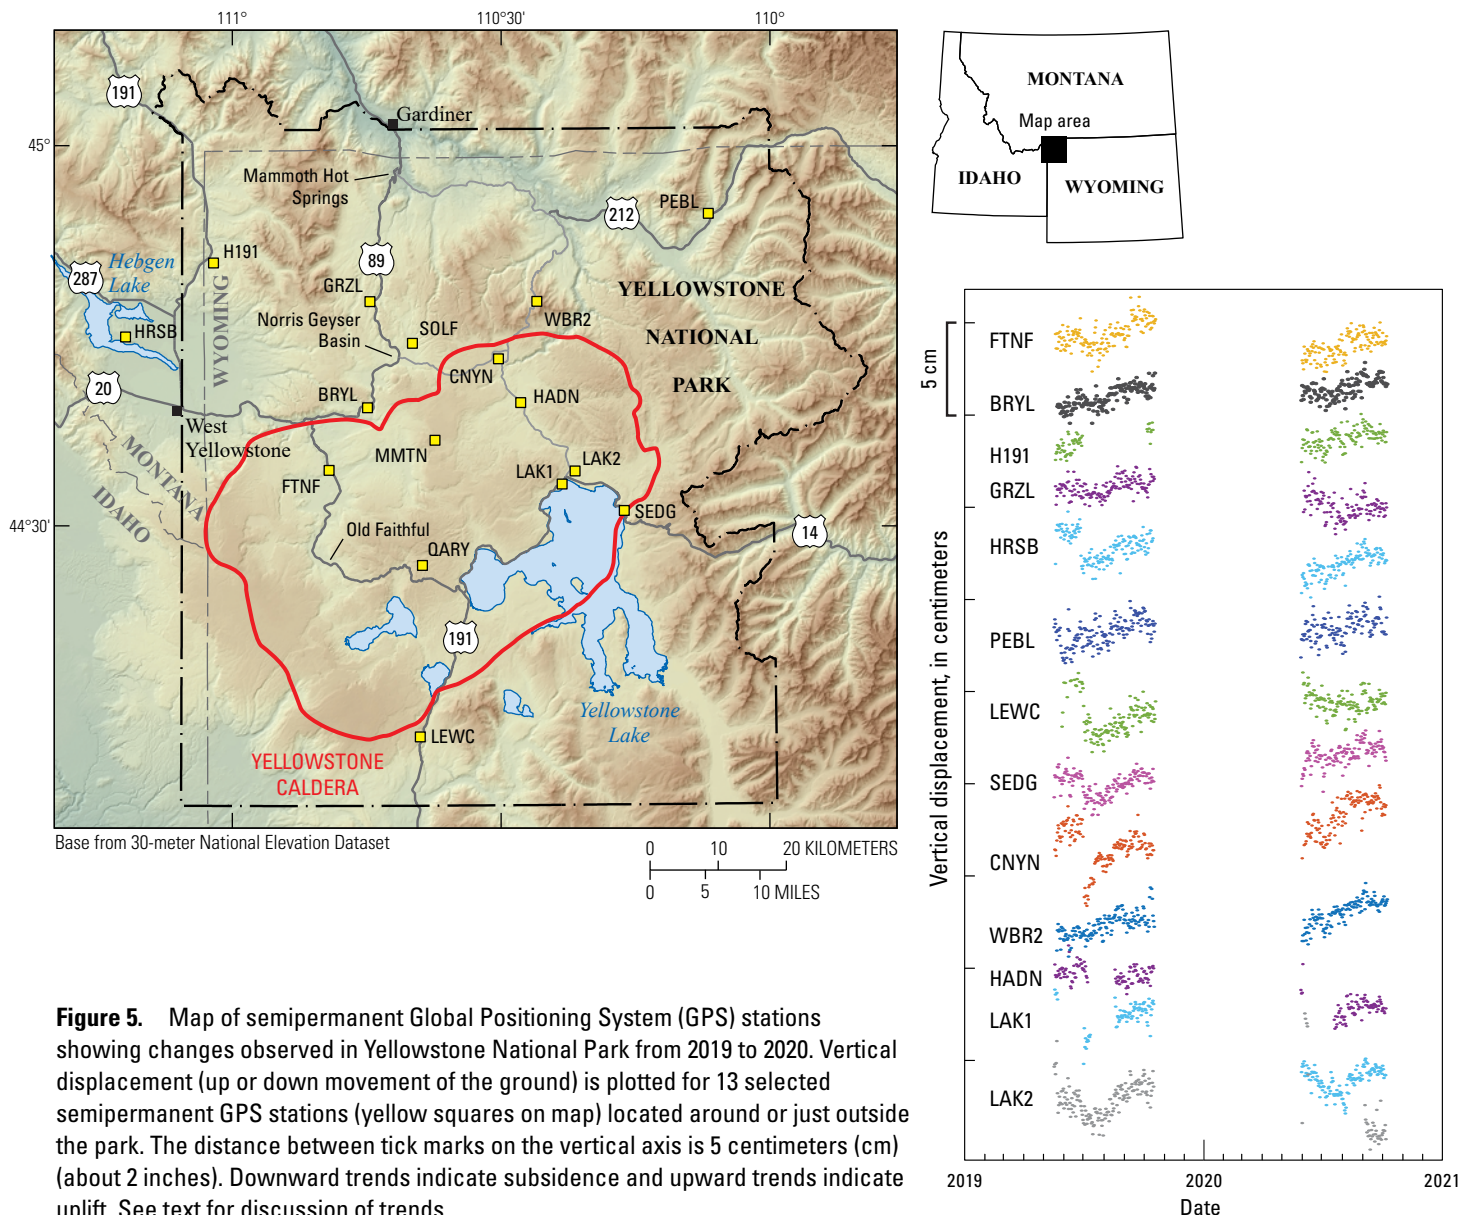 111°
110°30'
110°
191
Gardiner
45°
Mammoth Hot
Springs
PEBL
212
H191
Hebgen
Lake
89
287
GRZL
YELLOWSTONE
WYOMING
Norris Geyser
Basin
SOLF
WBR2
HRSB
NATIONAL
CNYN
PARK
20
BRYL
HADN
West
Yellowstone
MMTN
MONTANA
LAK1
LAK2
FTNF
IDAHO
SEDG
44°30'
Old Faithful
14
QARY
191
Yellowstone
Lake
LEWC
YELLOWSTONE
CALDERA
Base from 30-meter National Elevation Dataset
0 10 20 KILOMETERS
0 5 10 MILES
MONTANA
Map area
IDAHO
WYOMING
5 cm
Vertical displacement, in centimeters
FTNF
BRYL
H191
GRZL
HRSB
PEBL
LEWC
SEDG
CNYN
WBR2
HADN
LAK1
LAK2
2019 2020 2021
Date
Figure 5. Map of semipermanent Global Positioning System (GPS) stations
showing changes observed in Yellowstone National Park from 2019 to 2020. Vertical
displacement (up or down movement of the ground) is plotted for 13 selected
semipermanent GPS stations (yellow squares on map) located around or just outside
the park. The distance between tick marks on the vertical axis is 5 centimeters (cm)
(about 2 inches). Downward trends indicate subsidence and upward trends indicate
uplift. See text for discussion of trends